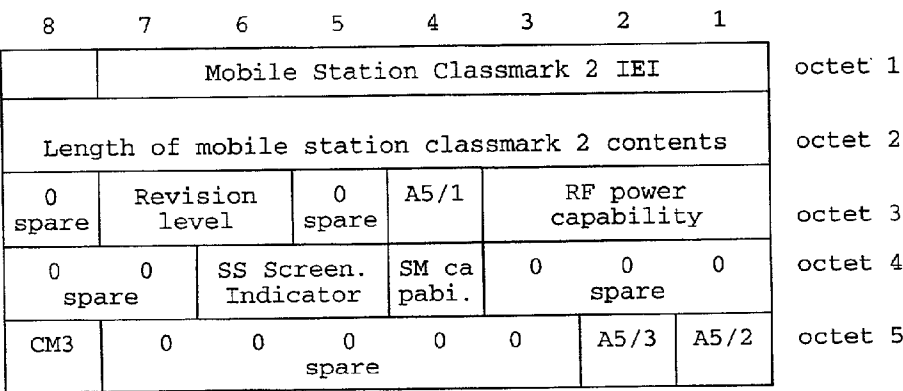 8 7 6 5 4 3 2 1
Mobile Station Classmark 2 IEI octet 1
Length of mobile station classmark 2 contents octet 2
0 Revision 0 A5/1 RF power
spare level spare capability octet 3
0 0 SS Screen. SM ca 0 0 0 octet 4
spare Indicator pabi. spare
CM3 0 0 0 0 0 A5/3 A5/2 octet 5
spare